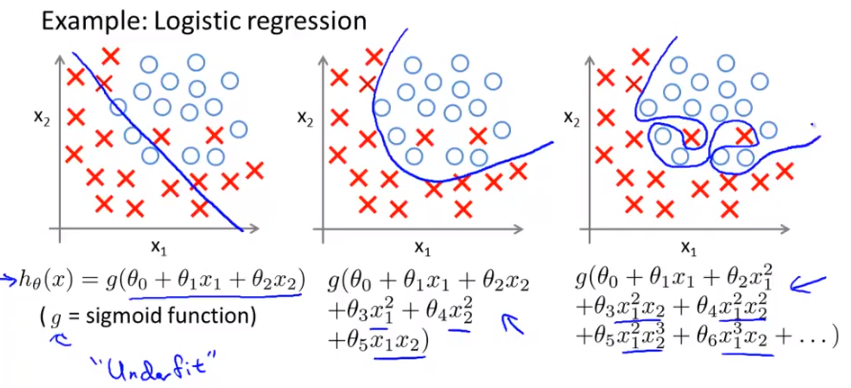 Example: Logistic regression
x₂
x₁
x₂
x₁
x₂
x₁
h_θ(x) = g(θ₀ + θ₁x₁ + θ₂x₂)
(g = sigmoid function)
"Underfit"
g(θ₀ + θ₁x₁ + θ₂x₂
+θ₃x₁² + θ₄x₂²
+θ₅x₁x₂)
g(θ₀ + θ₁x₁ + θ₂x₁²
+θ₃x₁²x₂ + θ₄x₁²x₂²
+θ₅x₁²x₂³ + θ₆x₁³x₂ + ...)